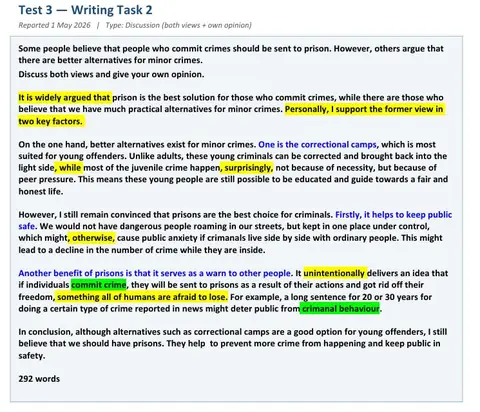 Test 3 — Writing Task 2
Reported 1 May 2026 | Type: Discussion (both views + own opinion)
Some people believe that people who commit crimes should be sent to prison. However, others argue that
there are better alternatives for minor crimes.
Discuss both views and give your own opinion.
It is widely argued that prison is the best solution for those who commit crimes, while there are those who
believe that we have much practical alternatives for minor crimes. Personally, I support the former view in
two key factors.
On the one hand, better alternatives exist for minor crimes. One is the correctional camps, which is most
suited for young offenders. Unlike adults, these young criminals can be corrected and brought back into the
light side, while most of the juvenile crime happen, surprisingly, not because of necessity, but because of
peer pressure. This means these young people are still possible to be educated and guide towards a fair and
honest life.
However, I still remain convinced that prisons are the best choice for criminals. Firstly, it helps to keep public
safe. We would not have dangerous people roaming in our streets, but kept in one place under control,
which might, otherwise, cause public anxiety if crimanals live side by side with ordinary people. This might
lead to a decline in the number of crime while they are inside.
Another benefit of prisons is that it serves as a warn to other people. It unintentionally delivers an idea that
if individuals commit crime, they will be sent to prisons as a result of their actions and got rid off their
freedom, something all of humans are afraid to lose. For example, a long sentence for 20 or 30 years for
doing a certain type of crime reported in news might deter public from crimanal behaviour.
In conclusion, although alternatives such as correctional camps are a good option for young offenders, I still
believe that we should have prisons. They help to prevent more crime from happening and keep public in
safety.
292 words